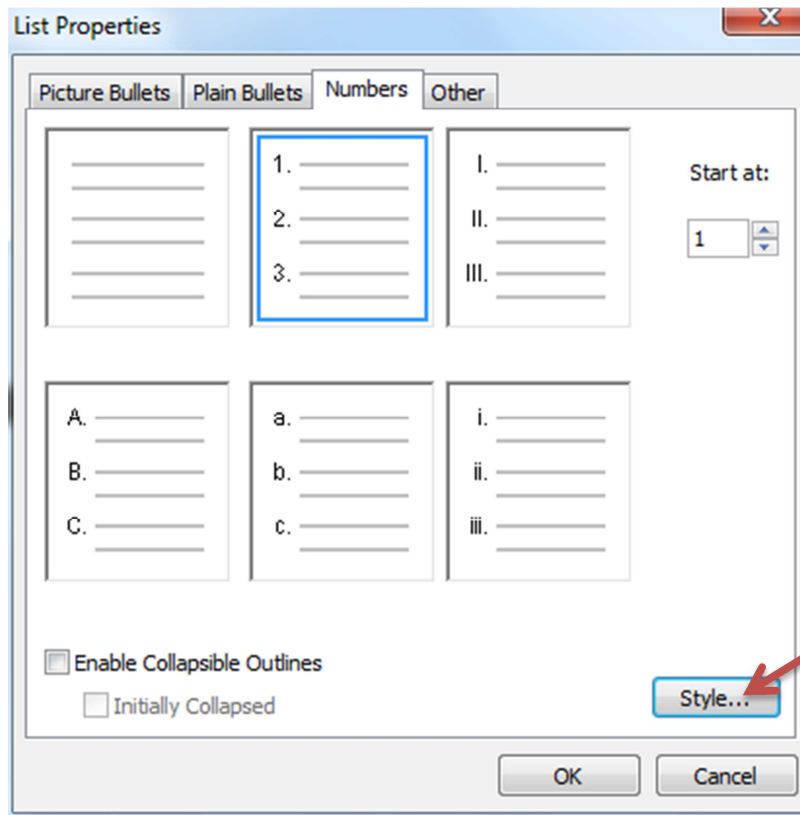 List Properties
x
Picture Bullets Plain Bullets Numbers Other
1.
2.
3.
I.
II.
III.
Start at:
1
A.
B.
C.
a.
b.
c.
i.
ii.
iii.
Enable Collapsible Outlines
Initially Collapsed
Style...
OK Cancel